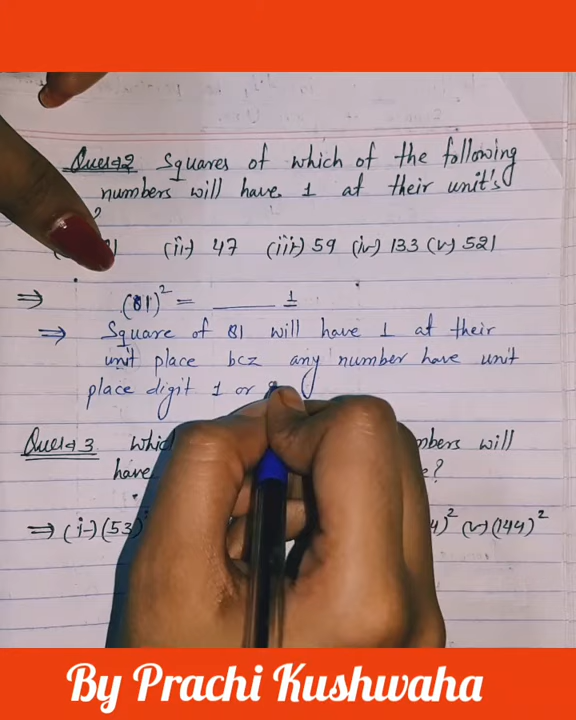 Ques→2 Squares of which of the following
numbers will have 1 at their unit's
?
(ii) 47 (iii) 59 (iv) 133 (v) 521
⇒ (81)² = ______ 1
⇒ Square of 81 will have 1 at their
unit place bcz any number have unit
place digit 1 or
Ques→3 will
have ?
⇒ (i) (53) (v) (144)²
By Prachi Kushwaha